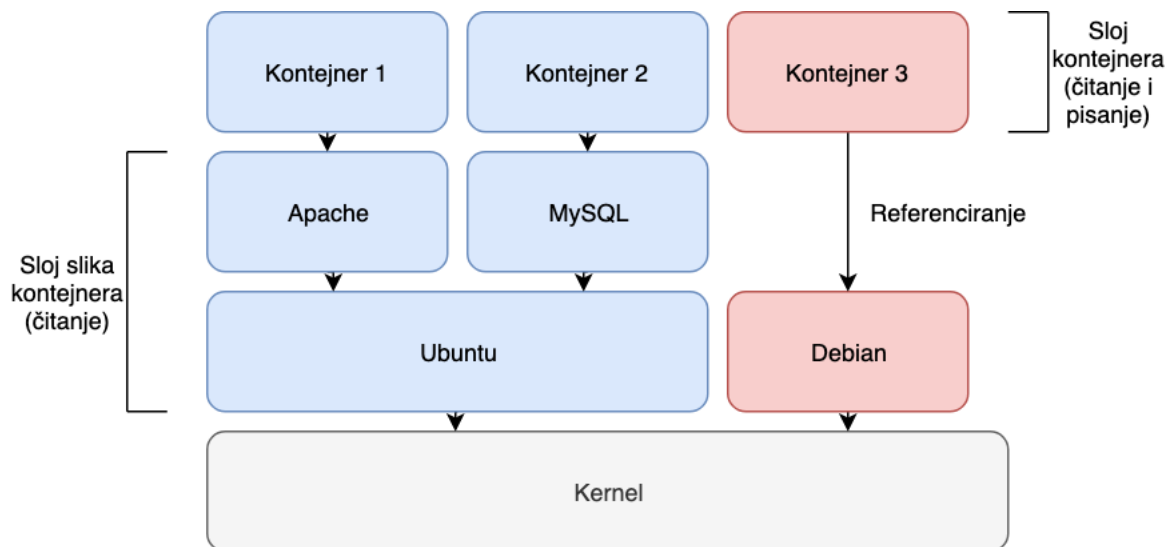 Kontejner 1
Kontejner 2
Kontejner 3
Sloj
kontejnera
(čitanje i
pisanje)
Apache
MySQL
Referenciranje
Sloj slika
kontejnera
(čitanje)
Ubuntu
Debian
Kernel